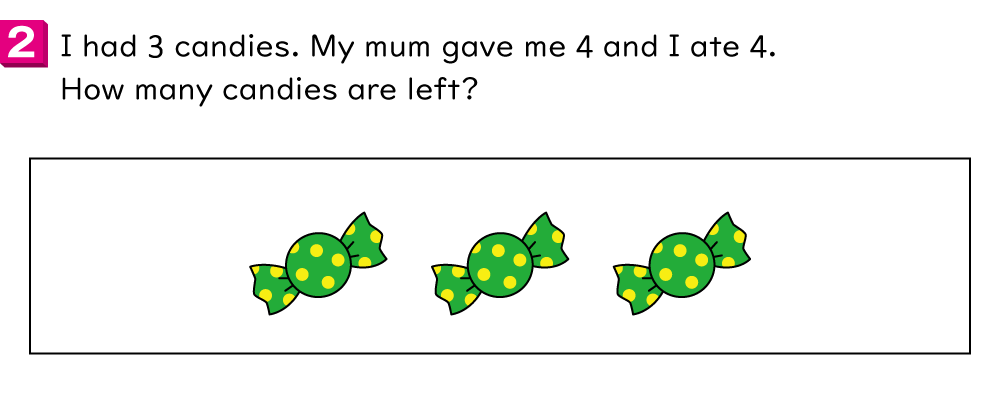 2 I had 3 candies. My mum gave me 4 and I ate 4.
How many candies are left?